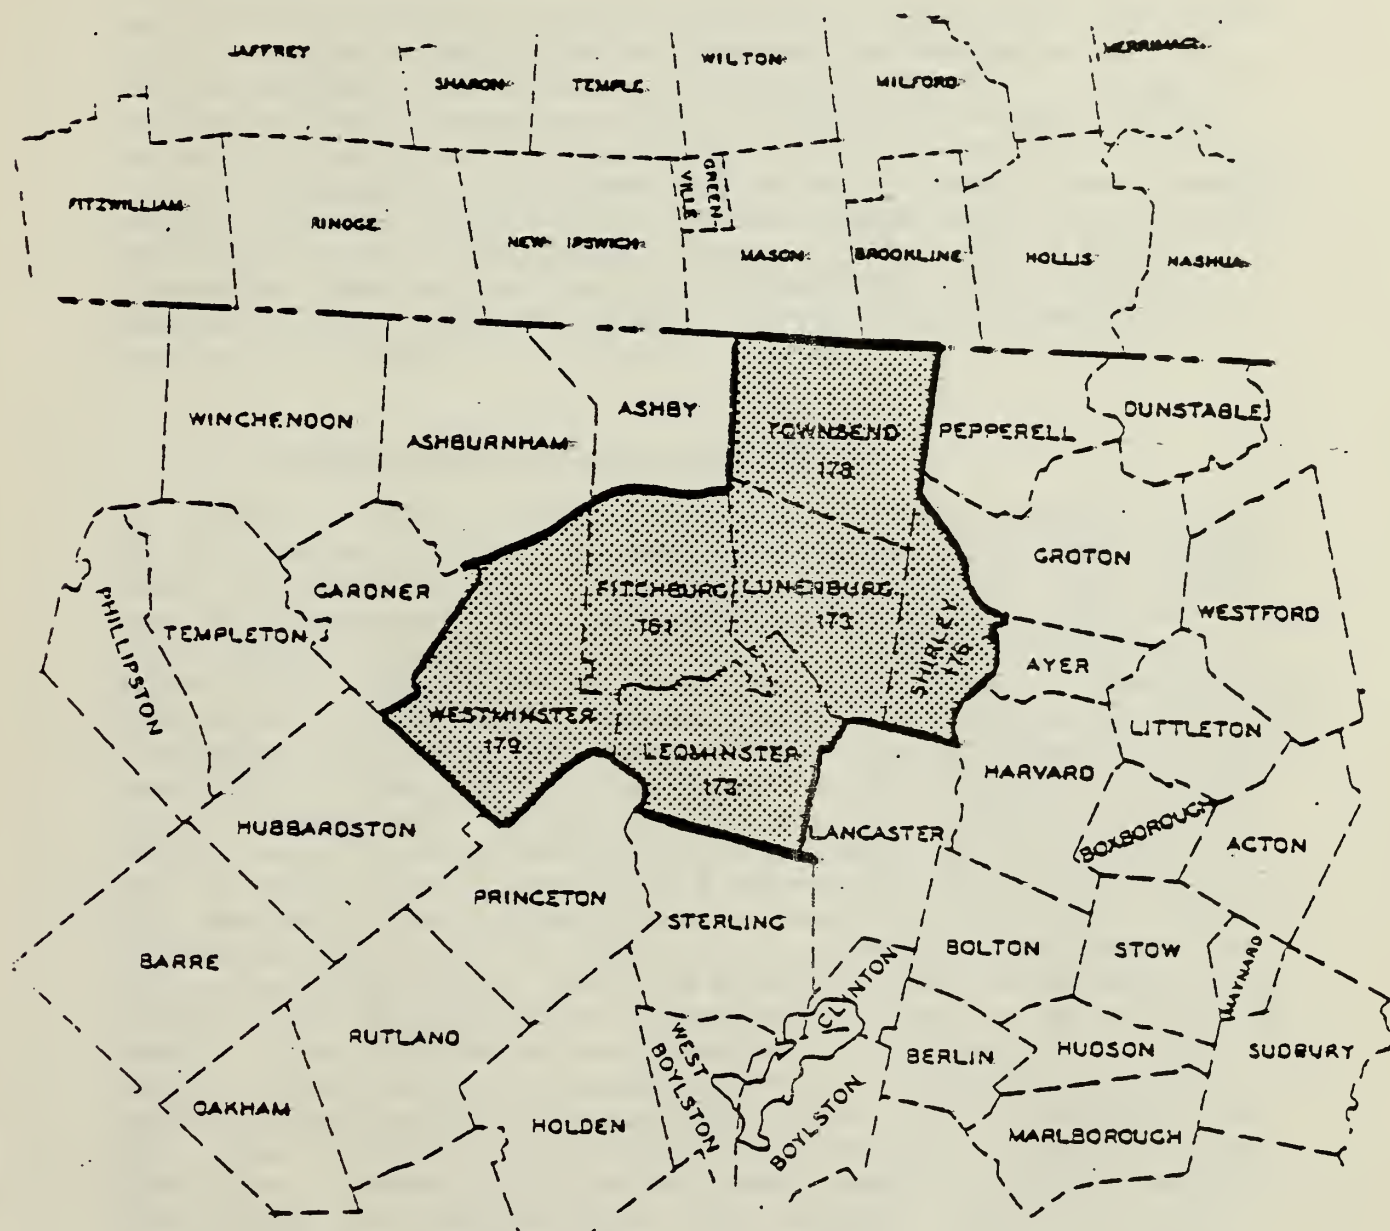 JAFFREY
SHARON
TEMPLE
WILTON
MILFORD
MERRIMACK
FITZWILLIAM
RINDGE
NEW IPSWICH
GREEN
VILLE
MASON
BROOKLINE
HOLLIS
NASHUA
WINCHENDON
ASHBURNHAM
ASHBY
TOWNSEND
178
PEPPERELL
DUNSTABLE
GROTON
WESTFORD
PHILLIPSTON
TEMPLETON
GARDNER
FITCHBURG
LUNENBURG
173
SHIRLEY
176
AYER
LITTLETON
WESTMINSTER
179
LEOMINSTER
172
HARVARD
BOXBOROUGH
ACTON
LANCASTER
HUBBARDSTON
PRINCETON
STERLING
BARRE
BOLTON
STOW
MAYNARD
CLINTON
RUTLAND
WEST
BOYLSTON
BERLIN
HUDSON
SUDBURY
OAKHAM
HOLDEN
BOYLSTON
MARLBOROUGH